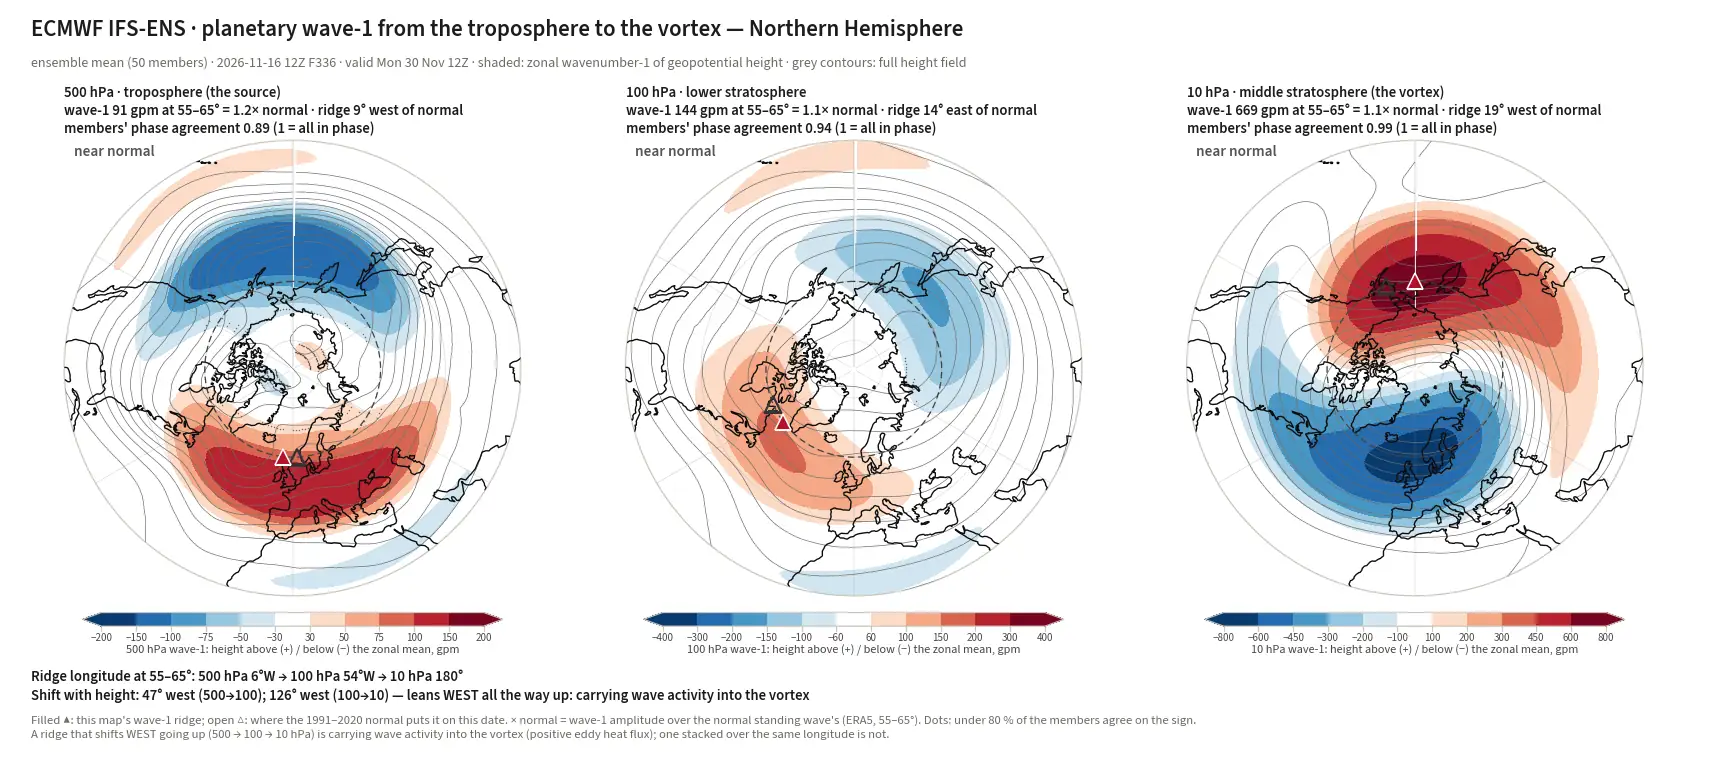 ECMWF IFS-ENS · planetary wave-1 from the troposphere to the vortex — Northern Hemisphere
ensemble mean (50 members) · 2026-11-16 12Z F336 · valid Mon 30 Nov 12Z · shaded: zonal wavenumber-1 of geopotential height · grey contours: full height field
500 hPa · troposphere (the source)
wave-1 91 gpm at 55–65° = 1.2× normal · ridge 9° west of normal
members' phase agreement 0.89 (1 = all in phase)
near normal
100 hPa · lower stratosphere
wave-1 144 gpm at 55–65° = 1.1× normal · ridge 14° east of normal
members' phase agreement 0.94 (1 = all in phase)
near normal
10 hPa · middle stratosphere (the vortex)
wave-1 669 gpm at 55–65° = 1.1× normal · ridge 19° west of normal
members' phase agreement 0.99 (1 = all in phase)
near normal
−200 −150 −100 −75 −50 −30 30 50 75 100 150 200
500 hPa wave-1: height above (+) / below (−) the zonal mean, gpm
−400 −300 −200 −150 −100 −60 60 100 150 200 300 400
100 hPa wave-1: height above (+) / below (−) the zonal mean, gpm
−800 −600 −450 −300 −200 −100 100 200 300 450 600 800
10 hPa wave-1: height above (+) / below (−) the zonal mean, gpm
Ridge longitude at 55–65°: 500 hPa 6°W → 100 hPa 54°W → 10 hPa 180°
Shift with height: 47° west (500→100); 126° west (100→10) — leans WEST all the way up: carrying wave activity into the vortex
Filled ▲: this map's wave-1 ridge; open △: where the 1991–2020 normal puts it on this date. × normal = wave-1 amplitude over the normal standing wave's (ERA5, 55–65°). Dots: under 80 % of the members agree on the sign.
A ridge that shifts WEST going up (500 → 100 → 10 hPa) is carrying wave activity into the vortex (positive eddy heat flux); one stacked over the same longitude is not.